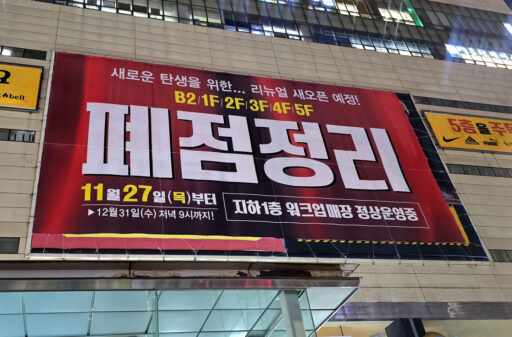 새로운 탄생을 위한... 리뉴얼 새오픈 예정!
B2/1F/2F/3F/4F/5F
폐점정리
11월27일(목)부터
▶12월31일(수) 저녁 9시까지!
지하1층 워크업매장 정상운영중
bell
5층을 주목